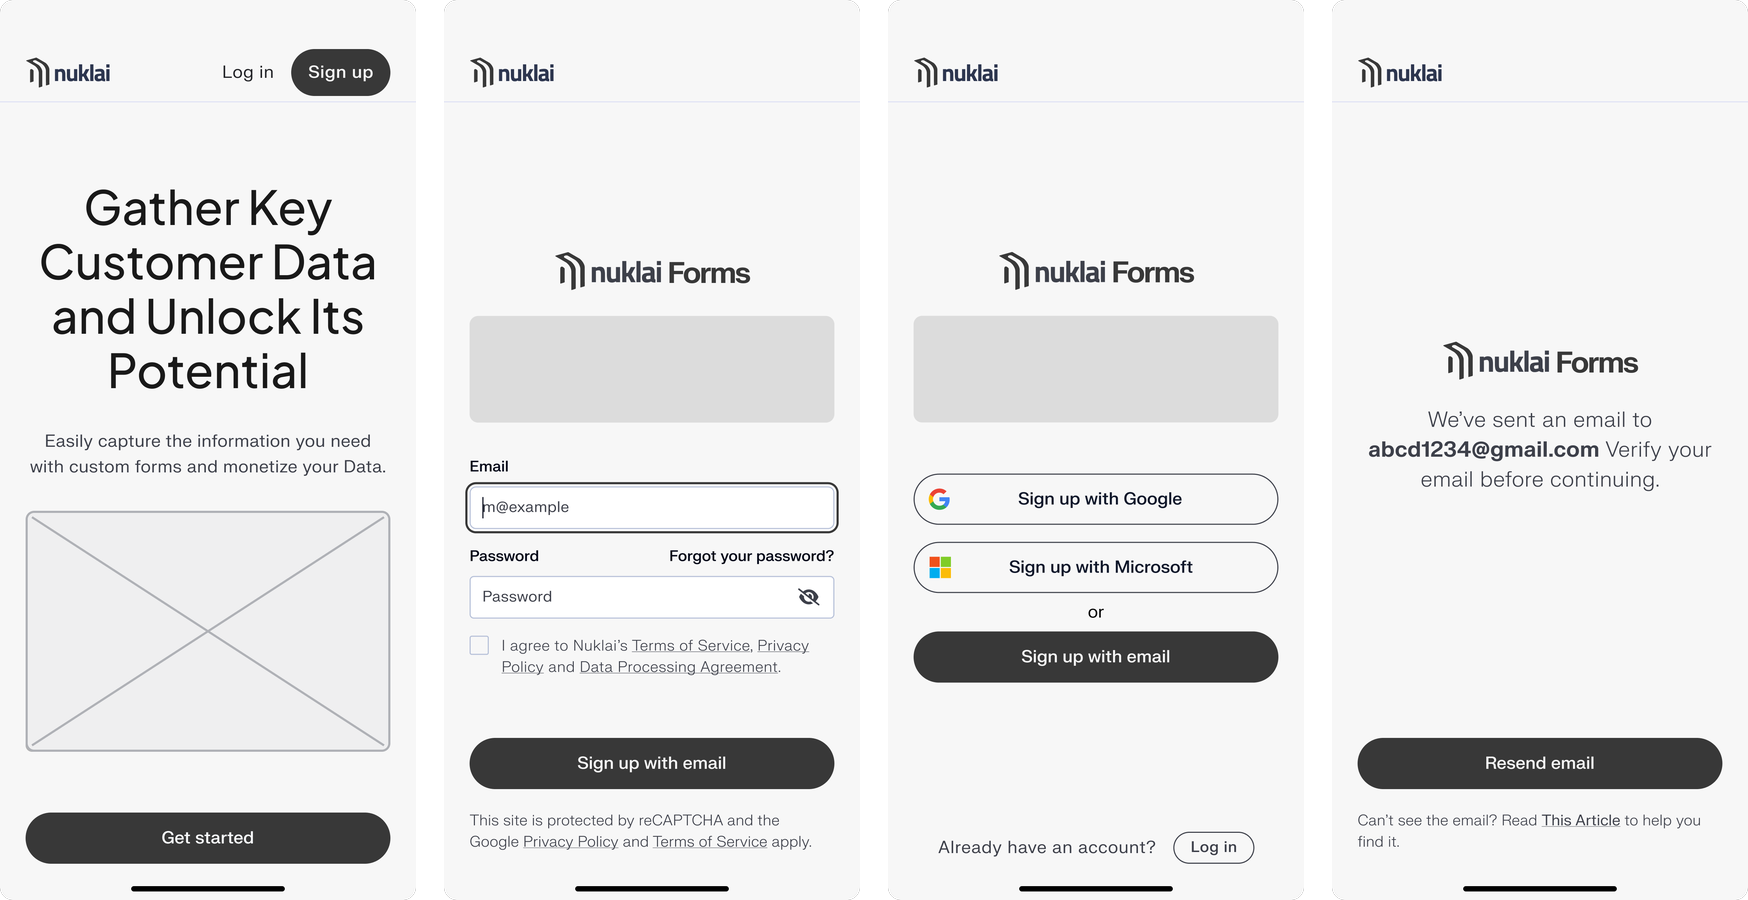 nuklai
Log in
Sign up
Gather Key
Customer Data
and Unlock Its
Potential
Easily capture the information you need
with custom forms and monetize your Data.
Get started
nuklai
nuklai Forms
Email
m@example
Password
Forgot your password?
Password
I agree to Nuklai’s Terms of Service, Privacy
Policy and Data Processing Agreement.
Sign up with email
This site is protected by reCAPTCHA and the
Google Privacy Policy and Terms of Service apply.
nuklai
nuklai Forms
Sign up with Google
Sign up with Microsoft
or
Sign up with email
Already have an account?
Log in
nuklai
nuklai Forms
We’ve sent an email to
abcd1234@gmail.com Verify your
email before continuing.
Resend email
Can’t see the email? Read This Article to help you
find it.